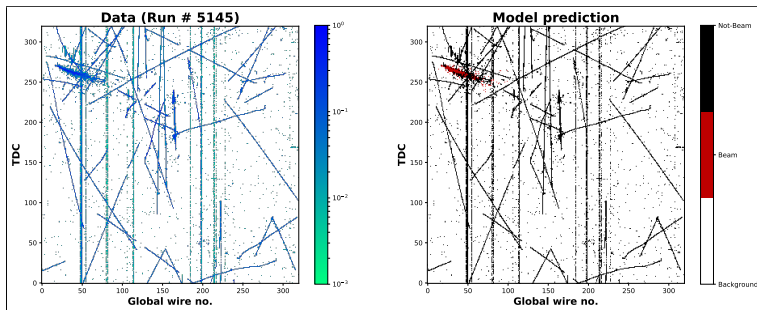 Data (Run # 5145)
TDC
300
250
200
150
100
50
0
0 50 100 150 200 250 300
Global wire no.
10⁰
10⁻¹
10⁻²
10⁻³
Model prediction
TDC
300
250
200
150
100
50
0
0 50 100 150 200 250 300
Global wire no.
Not-Beam
Beam
Background